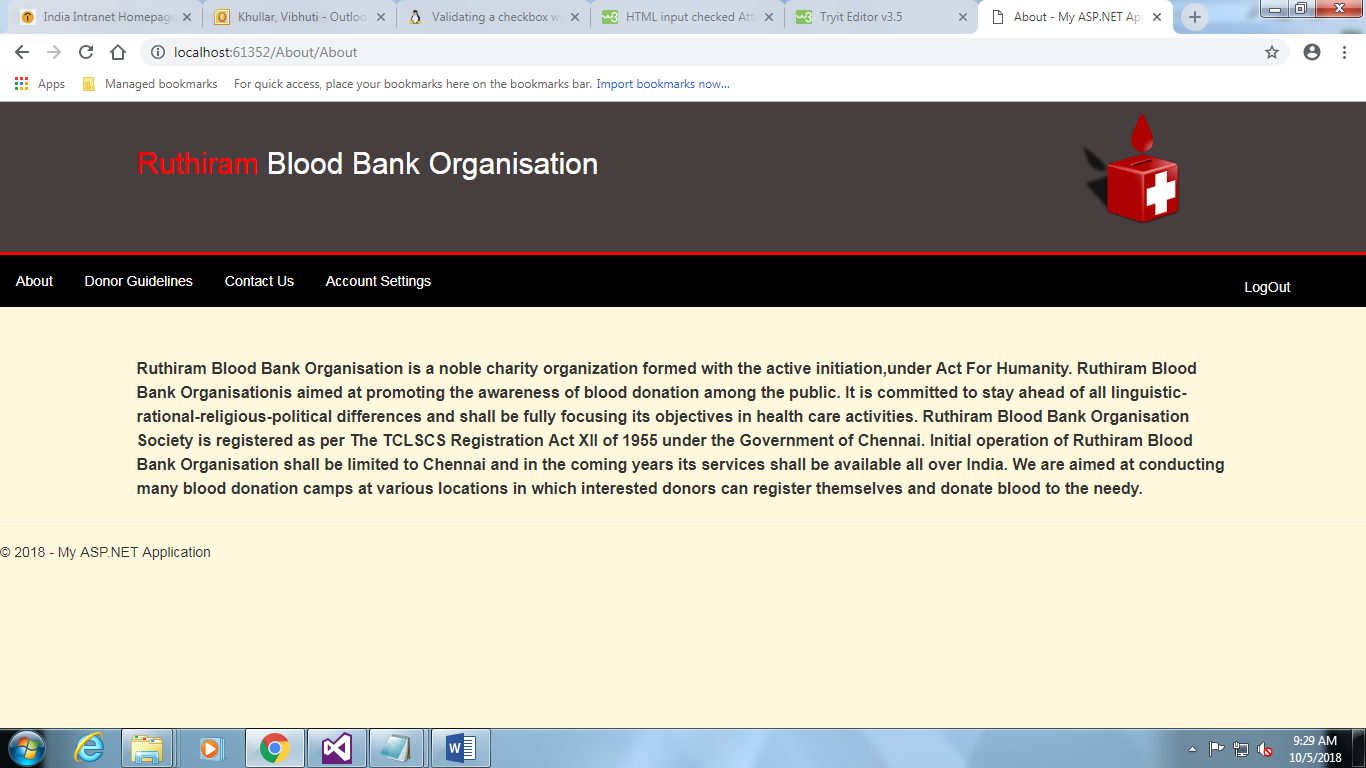 India Intranet Homepage
Khullar, Vibhuti - Outloo
Validating a checkbox w
HTML input checked Att
Tryit Editor v3.5
About - My ASP.NET Ap
localhost:61352/About/About
Apps
Managed bookmarks
For quick access, place your bookmarks here on the bookmarks bar. Import bookmarks now...
Ruthiram Blood Bank Organisation
About
Donor Guidelines
Contact Us
Account Settings
LogOut
Ruthiram Blood Bank Organisation is a noble charity organization formed with the active initiation,under Act For Humanity. Ruthiram Blood
Bank Organisationis aimed at promoting the awareness of blood donation among the public. It is committed to stay ahead of all linguistic-
rational-religious-political differences and shall be fully focusing its objectives in health care activities. Ruthiram Blood Bank Organisation
Society is registered as per The TCLSCS Registration Act XII of 1955 under the Government of Chennai. Initial operation of Ruthiram Blood
Bank Organisation shall be limited to Chennai and in the coming years its services shall be available all over India. We are aimed at conducting
many blood donation camps at various locations in which interested donors can register themselves and donate blood to the needy.
© 2018 - My ASP.NET Application
9:29 AM
10/5/2018